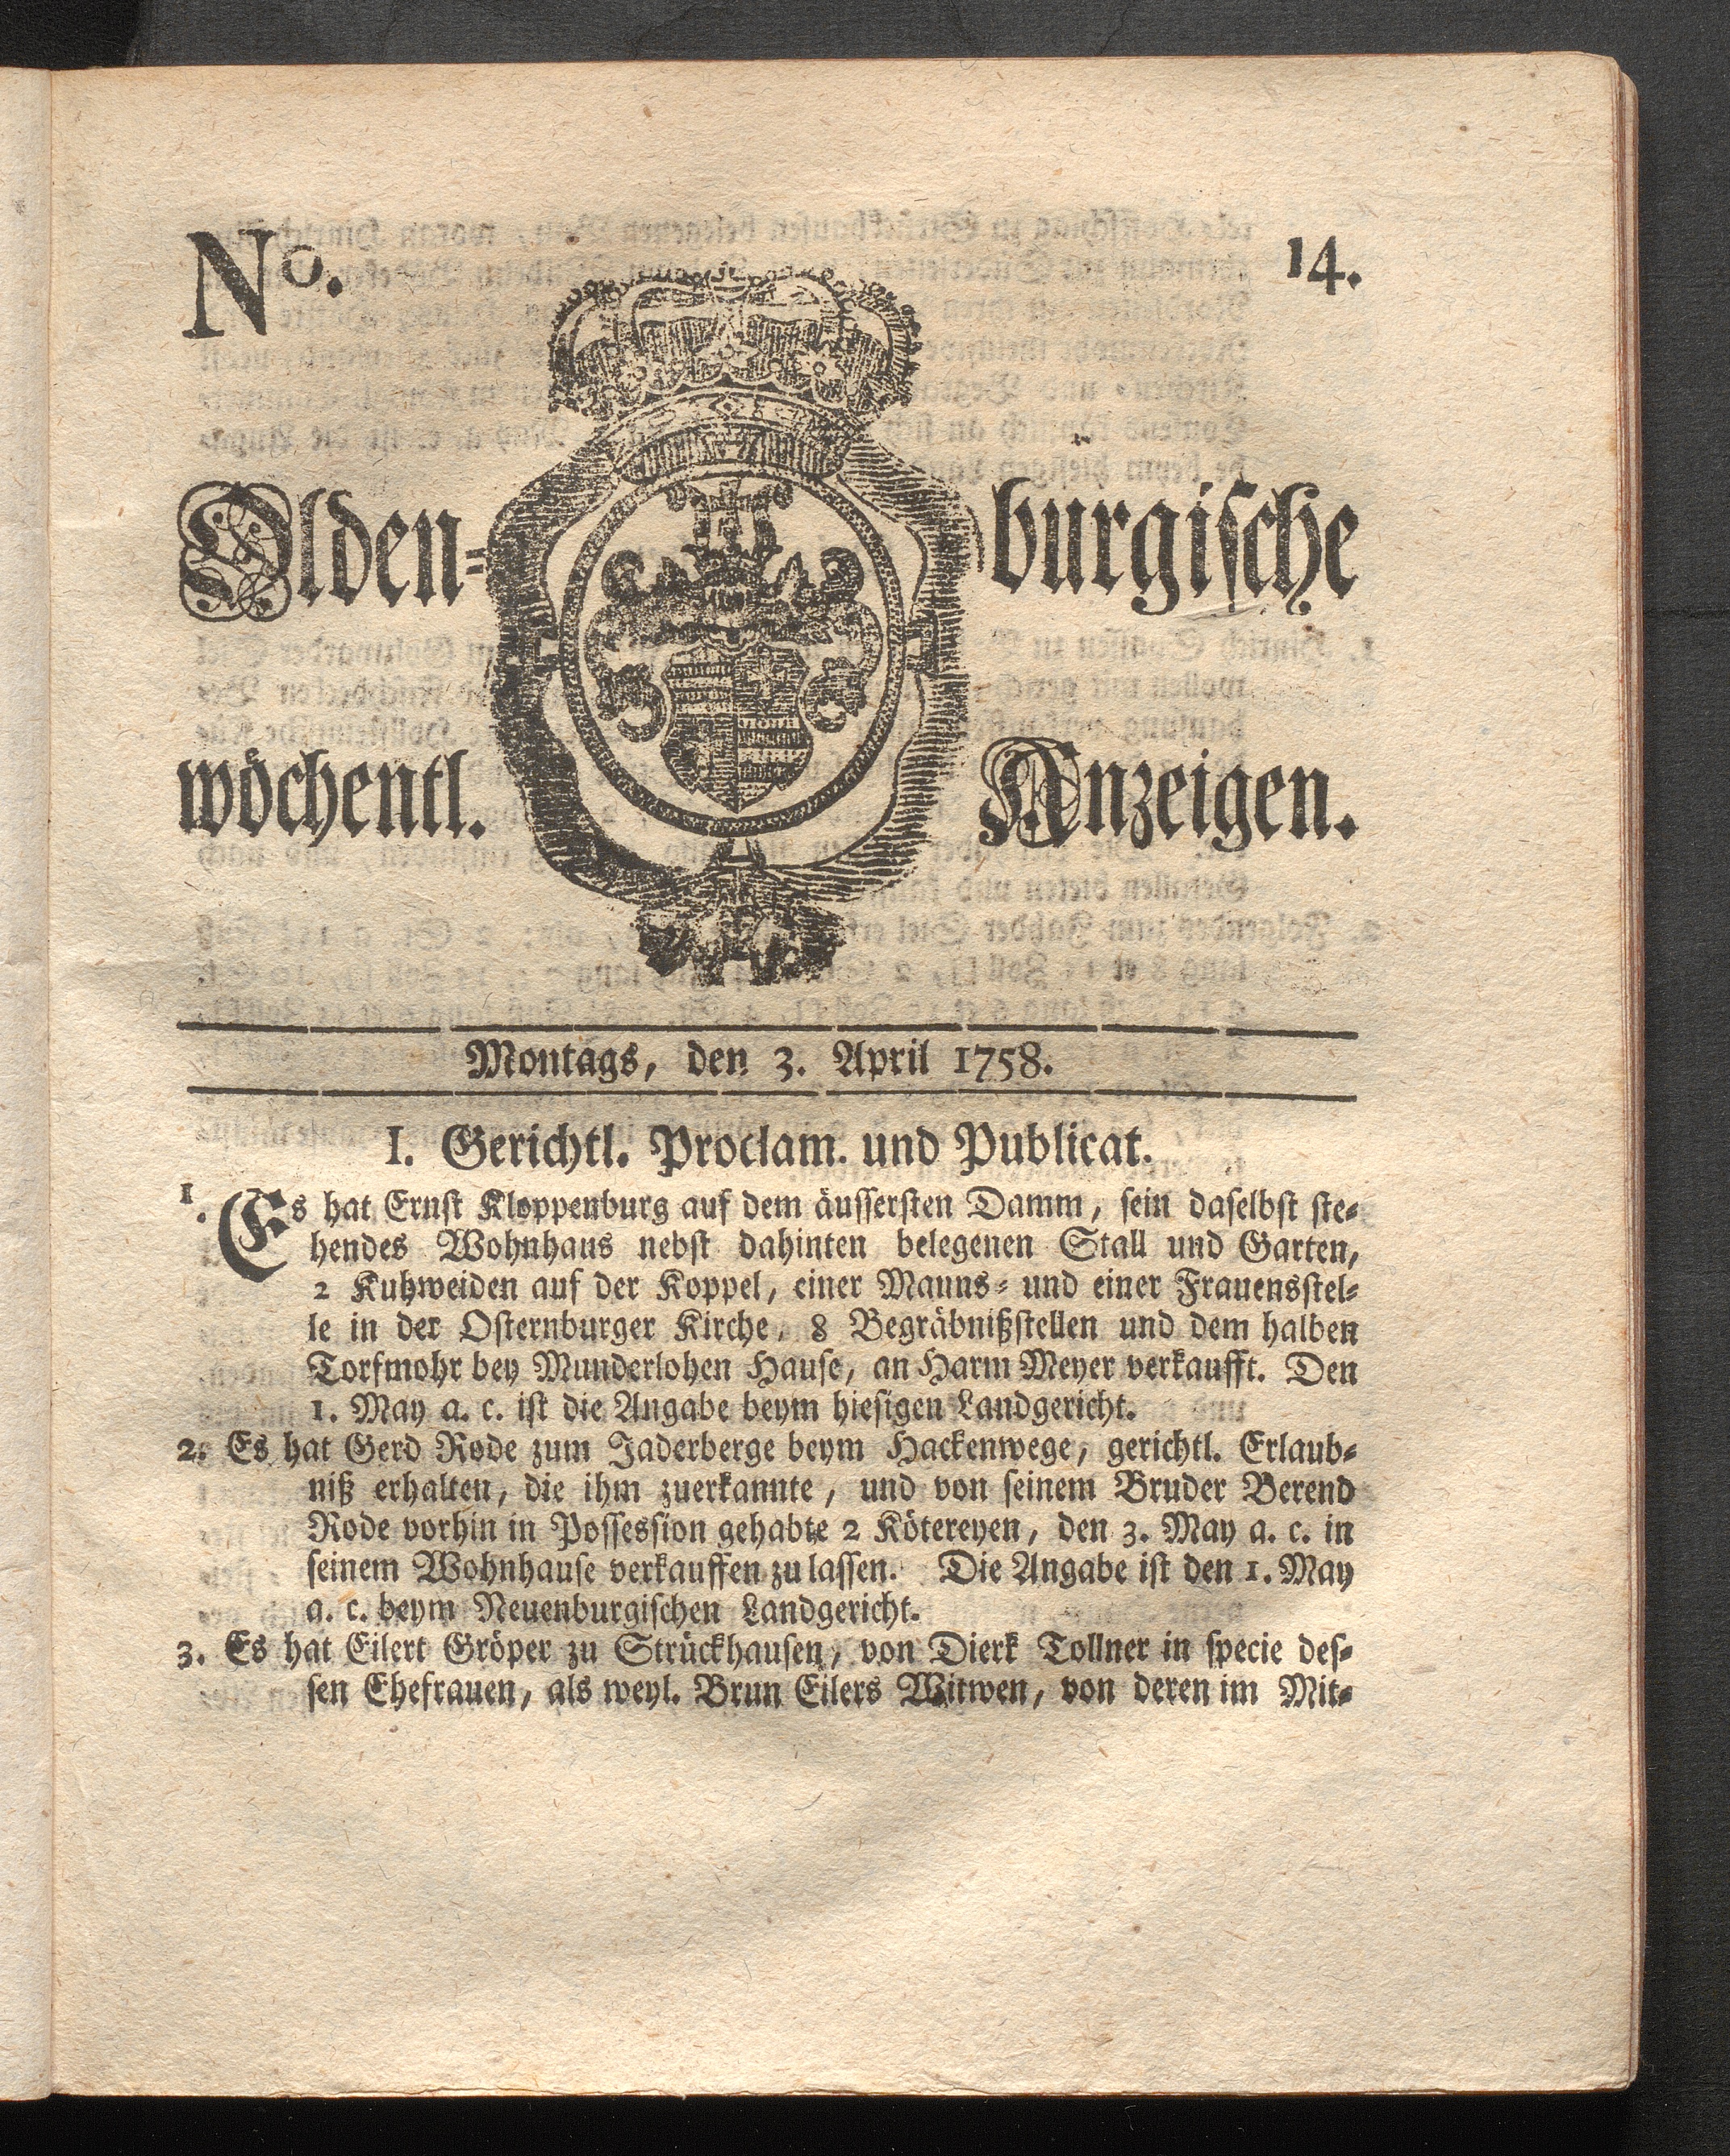 No. 14.
Olden= burgische
wöchentl. Anzeigen.
Montags, den 3. April 1758.
I. Gerichtl. Proclam. und Publicat.
1. Es hat Ernst Kloppenburg auf dem äussersten Damm, sein daselbst ste=
hendes Wohnhaus nebst dahinten belegenen Stall und Garten,
2 Kuhweiden auf der Koppel, einer Manns= und einer Frauensstel=
le in der Osternburger Kirche, 8 Begräbnißstellen und dem halben
Torfmohr bey Munderlohen Hause, an Harm Meyer verkaufft. Den
1. May a. c. ist die Angabe beym hiesigen Landgericht.
2. Es hat Gerd Rode zum Jaderberge beym Hackenwege, gerichtl. Erlaub=
niß erhalten, die ihm zuerkannte, und von seinem Bruder Berend
Rode vorhin in Possession gehabte 2 Kötereyen, den 3. May a. c. in
seinem Wohnhause verkauffen zu lassen. Die Angabe ist den 1. May
a. c. beym Neuenburgischen Landgericht.
3. Es hat Eilert Gröper zu Strückhausen, von Dierk Tollner in specie des=
sen Ehefrauen, als weyl. Brun Eilers Witwen, von deren im Mit=